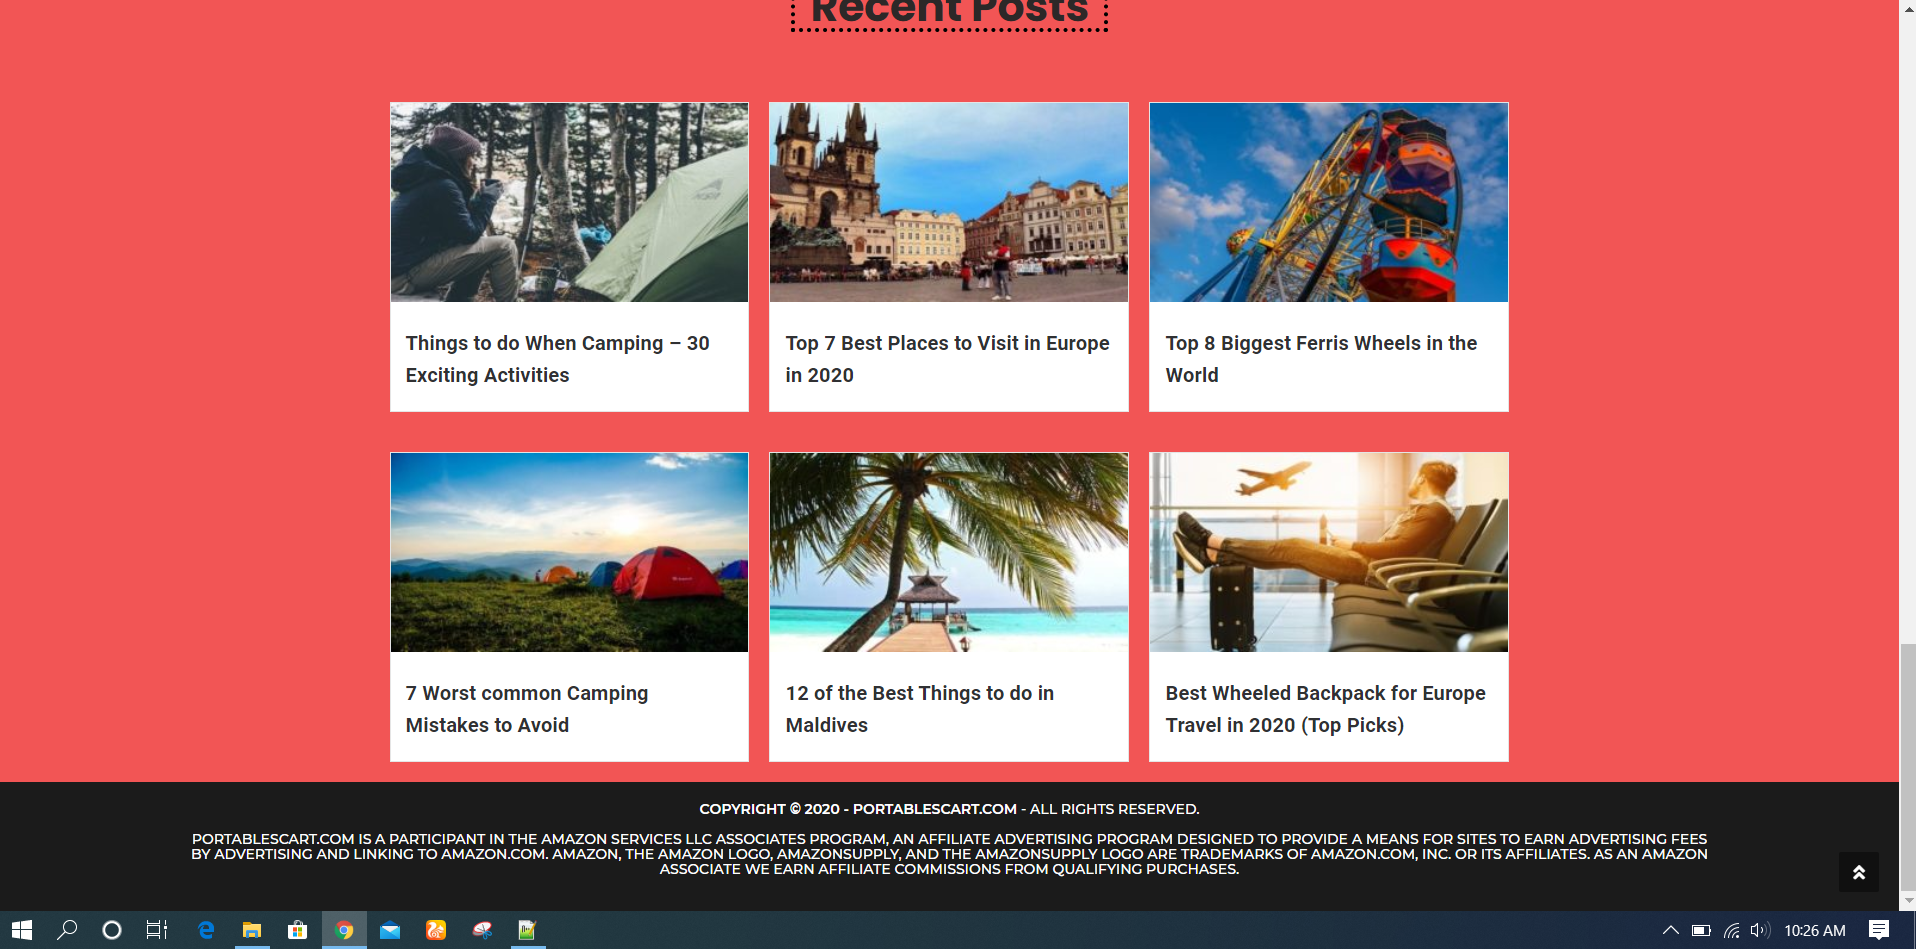 Recent Posts
Things to do When Camping – 30
Exciting Activities
Top 7 Best Places to Visit in Europe
in 2020
Top 8 Biggest Ferris Wheels in the
World
7 Worst common Camping
Mistakes to Avoid
12 of the Best Things to do in
Maldives
Best Wheeled Backpack for Europe
Travel in 2020 (Top Picks)
COPYRIGHT © 2020 - PORTABLESCART.COM - ALL RIGHTS RESERVED.
PORTABLESCART.COM IS A PARTICIPANT IN THE AMAZON SERVICES LLC ASSOCIATES PROGRAM, AN AFFILIATE ADVERTISING PROGRAM DESIGNED TO PROVIDE A MEANS FOR SITES TO EARN ADVERTISING FEES
BY ADVERTISING AND LINKING TO AMAZON.COM. AMAZON, THE AMAZON LOGO, AMAZONSUPPLY, AND THE AMAZONSUPPLY LOGO ARE TRADEMARKS OF AMAZON.COM, INC. OR ITS AFFILIATES. AS AN AMAZON
ASSOCIATE WE EARN AFFILIATE COMMISSIONS FROM QUALIFYING PURCHASES.
10:26 AM